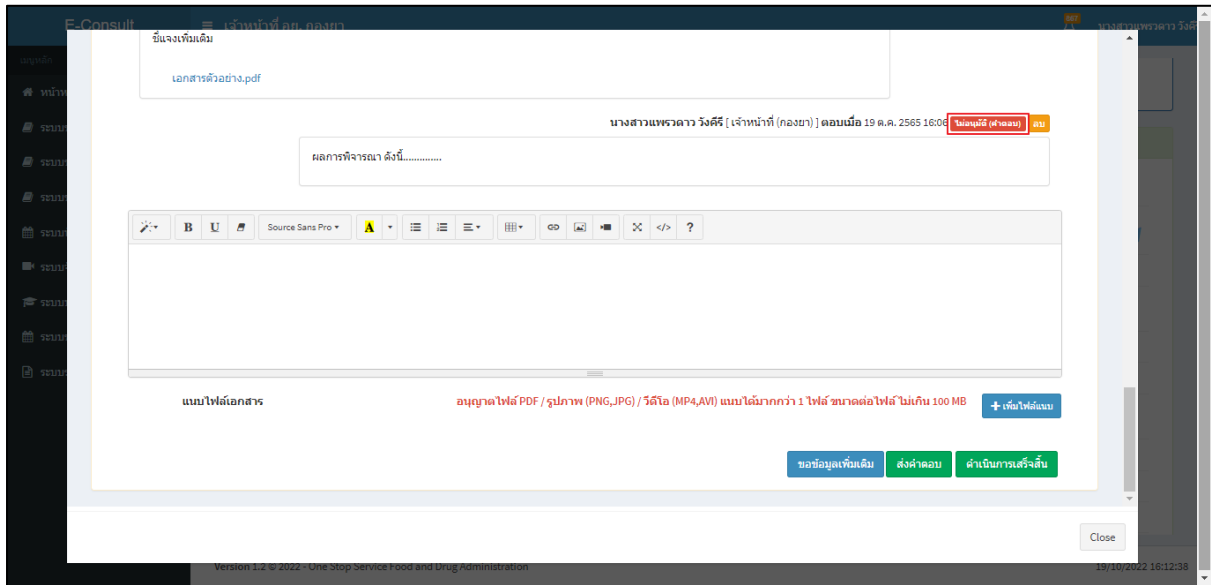 E-Consult
เจ้าหน้าที่ อย. กองยา
นางสาวแพรวดาว วังคีรี
เมนูหลัก
ชี้แจงเพิ่มเติม
เอกสารตัวอย่าง.pdf
นางสาวแพรวดาว วังคีรี [ เจ้าหน้าที่ (กองยา) ] ตอบเมื่อ 19 ต.ค. 2565 16:06 ไม่อนุมัติ (คำตอบ) ลบ
ผลการพิจารณา ดังนี้..............
B U Source Sans Pro A </> ?
แนบไฟล์เอกสาร
อนุญาตไฟล์ PDF / รูปภาพ (PNG,JPG) / วีดีโอ (MP4,AVI) แนบได้มากกว่า 1 ไฟล์ ขนาดต่อไฟล์ ไม่เกิน 100 MB
+ เพิ่มไฟล์แนบ
ขอข้อมูลเพิ่มเติม ส่งคำตอบ ดำเนินการเสร็จสิ้น
Close
Version 1.2 © 2022 - One Stop Service Food and Drug Administration
19/10/2022 16:12:38